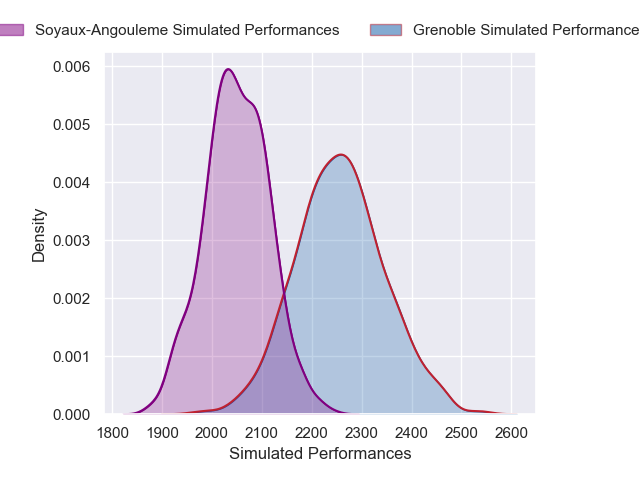 Soyaux-Angouleme Simulated Performances
Grenoble Simulated Performance
0.006
0.005
0.004
0.003
0.002
0.001
0.000
Density
1800 1900 2000 2100 2200 2300 2400 2500 2600
Simulated Performances